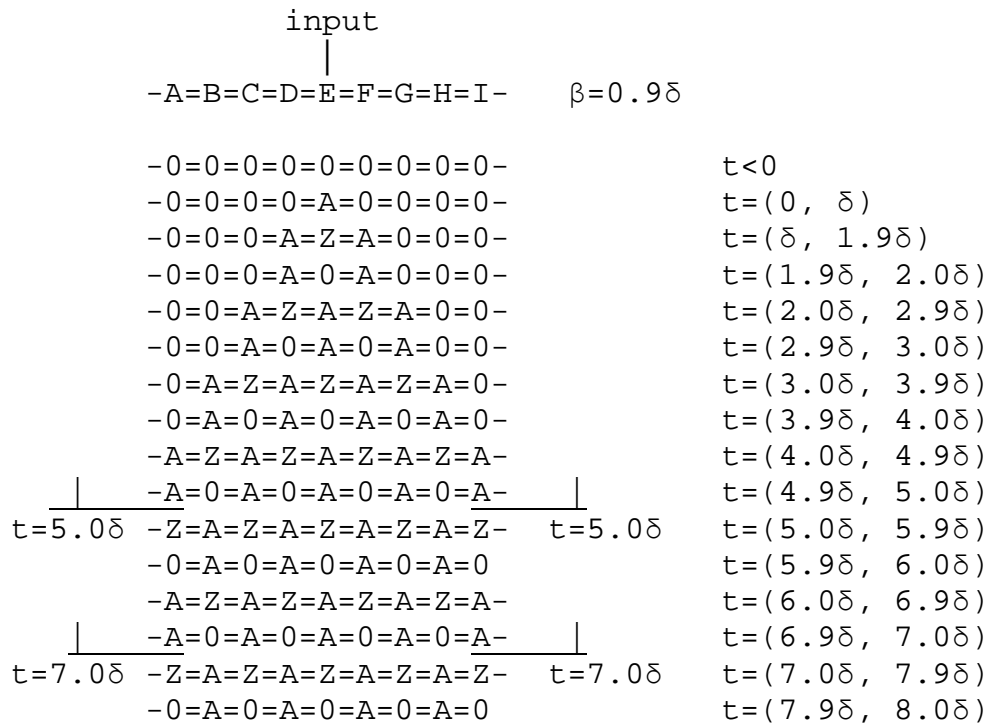 input
|
-A=B=C=D=E=F=G=H=I- β=0.9δ
-0=0=0=0=0=0=0=0=0- t<0
-0=0=0=0=A=0=0=0=0- t=(0, δ)
-0=0=0=A=Z=A=0=0=0- t=(δ, 1.9δ)
-0=0=0=A=0=A=0=0=0- t=(1.9δ, 2.0δ)
-0=0=A=Z=A=Z=A=0=0- t=(2.0δ, 2.9δ)
-0=0=A=0=A=0=A=0=0- t=(2.9δ, 3.0δ)
-0=A=Z=A=Z=A=Z=A=0- t=(3.0δ, 3.9δ)
-0=A=0=A=0=A=0=A=0- t=(3.9δ, 4.0δ)
-A=Z=A=Z=A=Z=A=Z=A- t=(4.0δ, 4.9δ)
| -A=0=A=0=A=0=A=0=A- | t=(4.9δ, 5.0δ)
t=5.0δ -Z=A=Z=A=Z=A=Z=A=Z- t=5.0δ t=(5.0δ, 5.9δ)
-0=A=0=A=0=A=0=A=0 t=(5.9δ, 6.0δ)
-A=Z=A=Z=A=Z=A=Z=A- t=(6.0δ, 6.9δ)
| -A=0=A=0=A=0=A=0=A- | t=(6.9δ, 7.0δ)
t=7.0δ -Z=A=Z=A=Z=A=Z=A=Z- t=7.0δ t=(7.0δ, 7.9δ)
-0=A=0=A=0=A=0=A=0 t=(7.9δ, 8.0δ)